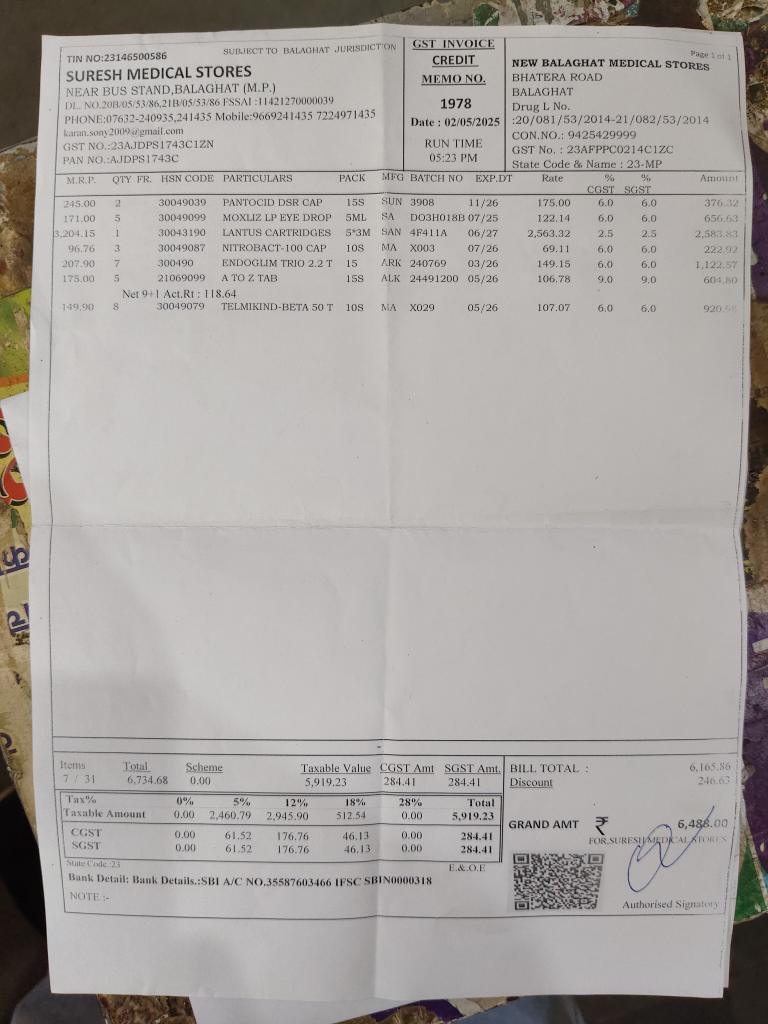 TIN NO:23146500586
SUBJECT TO BALAGHAT JURISDICTION
SURESH MEDICAL STORES
NEAR BUS STAND,BALAGHAT (M.P.)
DL. NO.20B/05/53/86,21B/05/53/86 FSSAI :11421270000039
PHONE:07632-240935,241435 Mobile:9669241435 7224971435
karan.sony2009@gmail.com
GST NO.:23AJDPS1743C1ZN
PAN NO.:AJDPS1743C
GST INVOICE
CREDIT
MEMO NO.
1978
Date : 02/05/2025
RUN TIME
05:23 PM
Page 1 of 1
NEW BALAGHAT MEDICAL STORES
BHATERA ROAD
BALAGHAT
Drug L No.
:20/081/53/2014-21/082/53/2014
CON.NO.: 9425429999
GST No. : 23AFPPC0214C1ZC
State Code & Name : 23-MP
M.R.P. QTY FR. HSN CODE PARTICULARS PACK MFG BATCH NO EXP.DT Rate % CGST % SGST Amount
245.00 2 30049039 PANTOCID DSR CAP 15S SUN 3908 11/26 175.00 6.0 6.0 376.32
171.00 5 30049099 MOXLIZ LP EYE DROP 5ML SA DO3H018B 07/25 122.14 6.0 6.0 656.63
3,204.15 1 30043190 LANTUS CARTRIDGES 5*3M SAN 4F411A 06/27 2,563.32 2.5 2.5 2,583.83
96.76 3 30049087 NITROBACT-100 CAP 10S MA X003 07/26 69.11 6.0 6.0 222.92
207.90 7 300490 ENDOGLIM TRIO 2.2 T 15 ARK 240769 03/26 149.15 6.0 6.0 1,122.57
175.00 5 21069099 A TO Z TAB 15S ALK 24491200 05/26 106.78 9.0 9.0 604.80
Net 9+1 Act.Rt : 118.64
149.90 8 30049079 TELMIKIND-BETA 50 T 10S MA X029 05/26 107.07 6.0 6.0 920.98
Items Total Scheme Taxable Value CGST Amt SGST Amt.
7 / 31 6,734.68 0.00 5,919.23 284.41 284.41
Tax% 0% 5% 12% 18% 28% Total
Taxable Amount 0.00 2,460.79 2,945.90 512.54 0.00 5,919.23
CGST 0.00 61.52 176.76 46.13 0.00 284.41
SGST 0.00 61.52 176.76 46.13 0.00 284.41
State Code :23
E.&.O.E
Bank Detail: Bank Details.:SBI A/C NO.35587603466 IFSC SBIN0000318
NOTE :-
BILL TOTAL : 6,165.86
Discount 246.63
GRAND AMT ₹ 6,488.00
FOR,SURESH MEDICAL STORES
Authorised Signatory